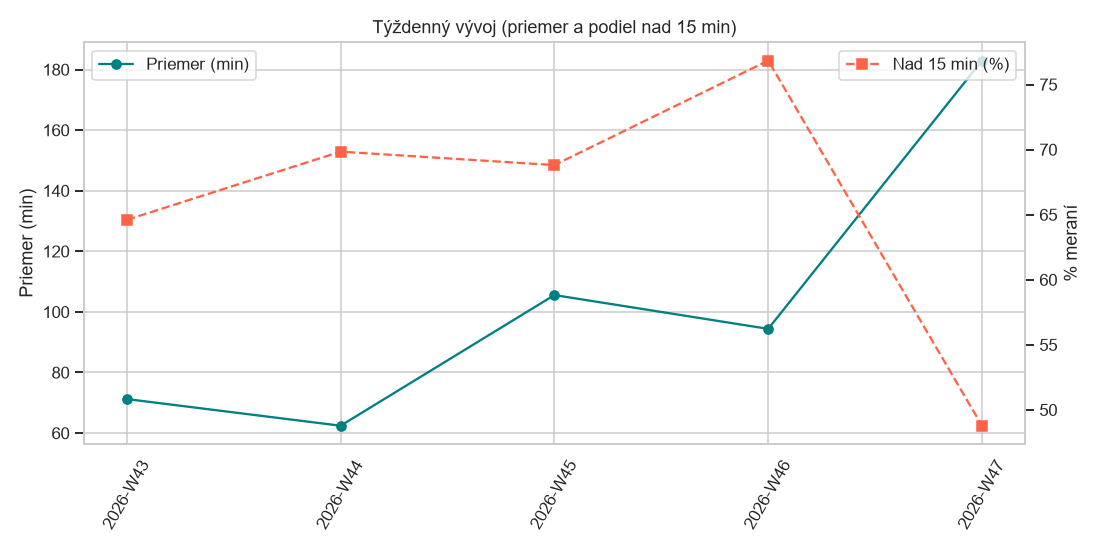 Týždenný vývoj (priemer a podiel nad 15 min)
Priemer (min)
Nad 15 min (%)
180
160
140
120
100
80
60
Priemer (min)
75
70
65
60
55
50
% meraní
2026-W43
2026-W44
2026-W45
2026-W46
2026-W47